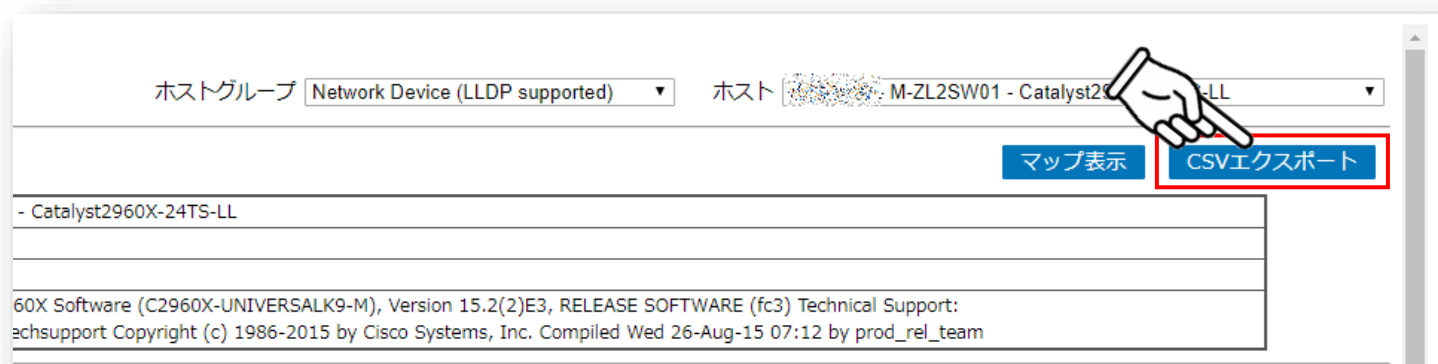 ホストグループ Network Device (LLDP supported) ▼ ホスト M-ZL2SW01 - Catalyst29 -LL ▼
マップ表示 CSVエクスポート
- Catalyst2960X-24TS-LL
60X Software (C2960X-UNIVERSALK9-M), Version 15.2(2)E3, RELEASE SOFTWARE (fc3) Technical Support:
echsupport Copyright (c) 1986-2015 by Cisco Systems, Inc. Compiled Wed 26-Aug-15 07:12 by prod_rel_team